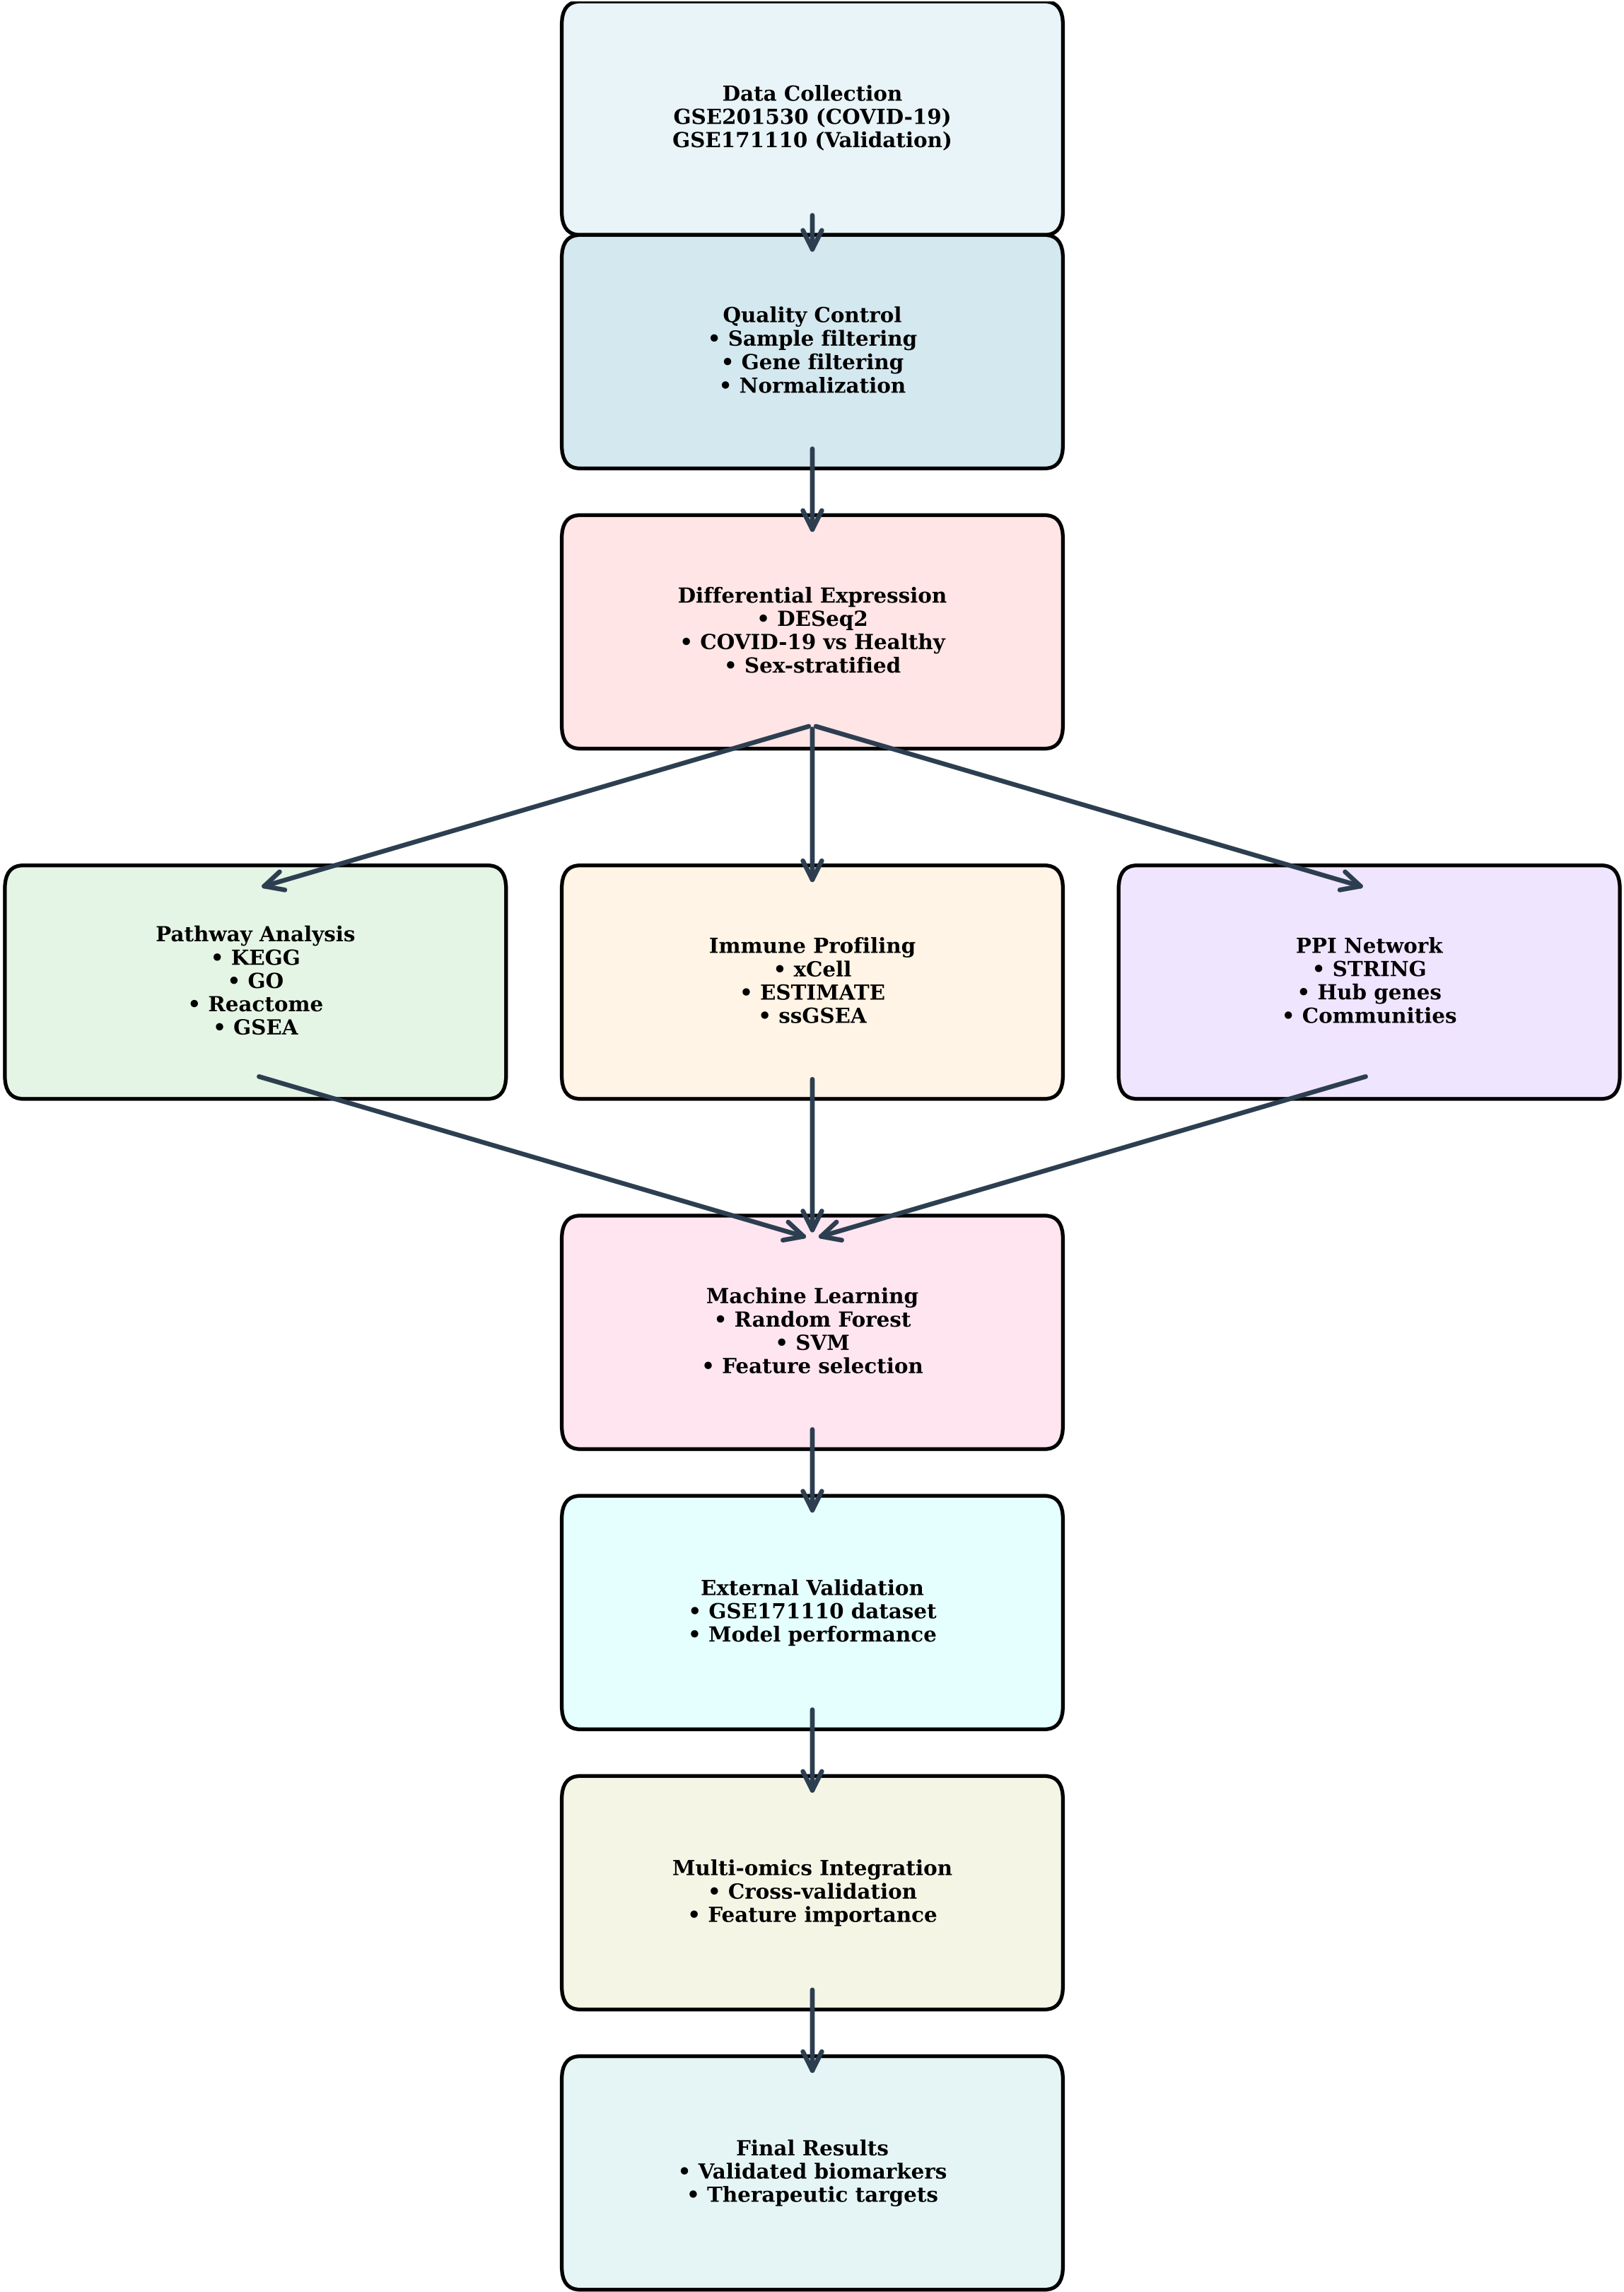 Data Collection
GSE201530 (COVID-19)
GSE171110 (Validation)
Quality Control
• Sample filtering
• Gene filtering
• Normalization
Differential Expression
• DESeq2
• COVID-19 vs Healthy
• Sex-stratified
Pathway Analysis
• KEGG
• GO
• Reactome
• GSEA
Immune Profiling
• xCell
• ESTIMATE
• ssGSEA
PPI Network
• STRING
• Hub genes
• Communities
Machine Learning
• Random Forest
• SVM
• Feature selection
External Validation
• GSE171110 dataset
• Model performance
Multi-omics Integration
• Cross-validation
• Feature importance
Final Results
• Validated biomarkers
• Therapeutic targets